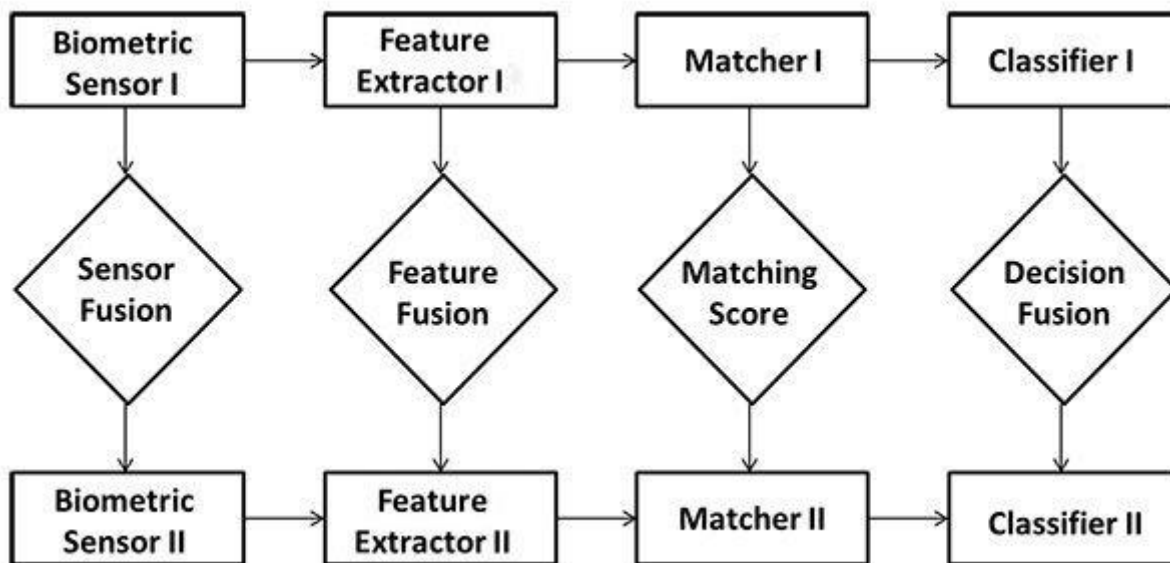 Biometric
Sensor I
Feature
Extractor I
Matcher I
Classifier I
Sensor
Fusion
Feature
Fusion
Matching
Score
Decision
Fusion
Biometric
Sensor II
Feature
Extractor II
Matcher II
Classifier II